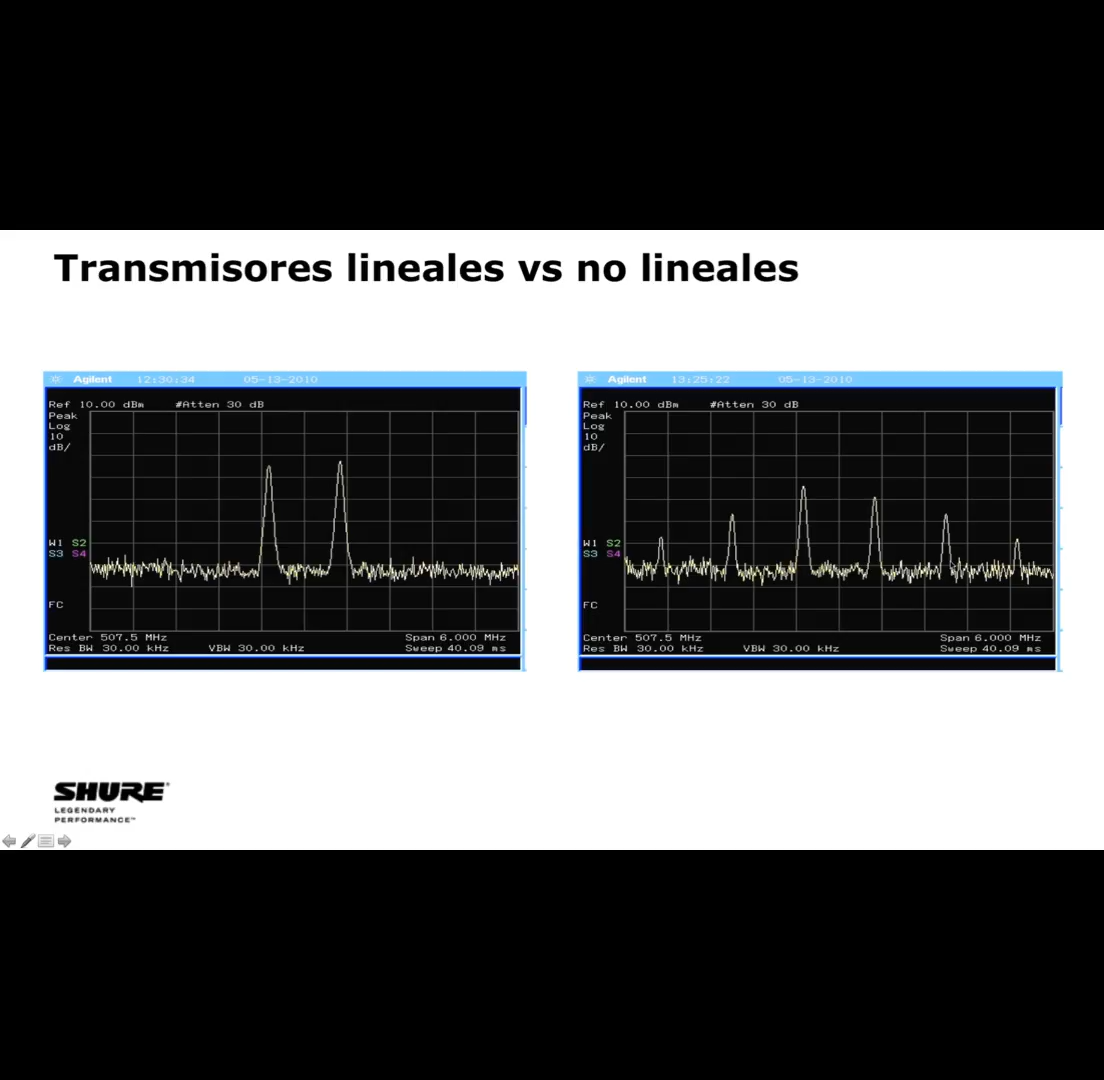 Transmisores lineales vs no lineales
Agilent 12:30:34 05-13-2010
Ref 10.00 dBm #Atten 30 dB
Peak
Log
10
dB/
W1 S2
S3 S4
FC
Center 507.5 MHz Span 6.000 MHz
Res BW 30.00 kHz VBW 30.00 kHz Sweep 40.09 ms
Agilent 13:25:22 05-13-2010
Ref 10.00 dBm #Atten 30 dB
Peak
Log
10
dB/
W1 S2
S3 S4
FC
Center 507.5 MHz Span 6.000 MHz
Res BW 30.00 kHz VBW 30.00 kHz Sweep 40.09 ms
SHURE
LEGENDARY
PERFORMANCE™